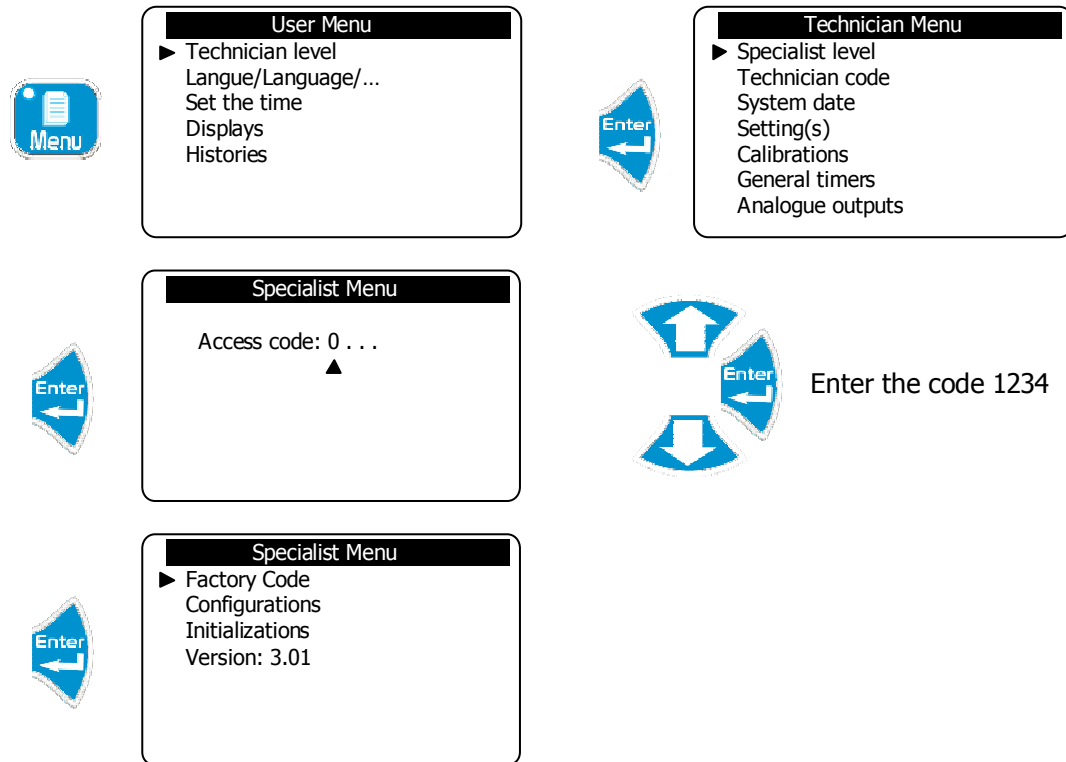 User Menu
Technician level
Langue/Language/…
Set the time
Displays
Histories
Menu
Technician Menu
Specialist level
Technician code
System date
Setting(s)
Calibrations
General timers
Analogue outputs
Enter
Specialist Menu
Access code: 0 . . .
Enter
Enter
Enter the code 1234
Specialist Menu
Factory Code
Configurations
Initializations
Version: 3.01
Enter